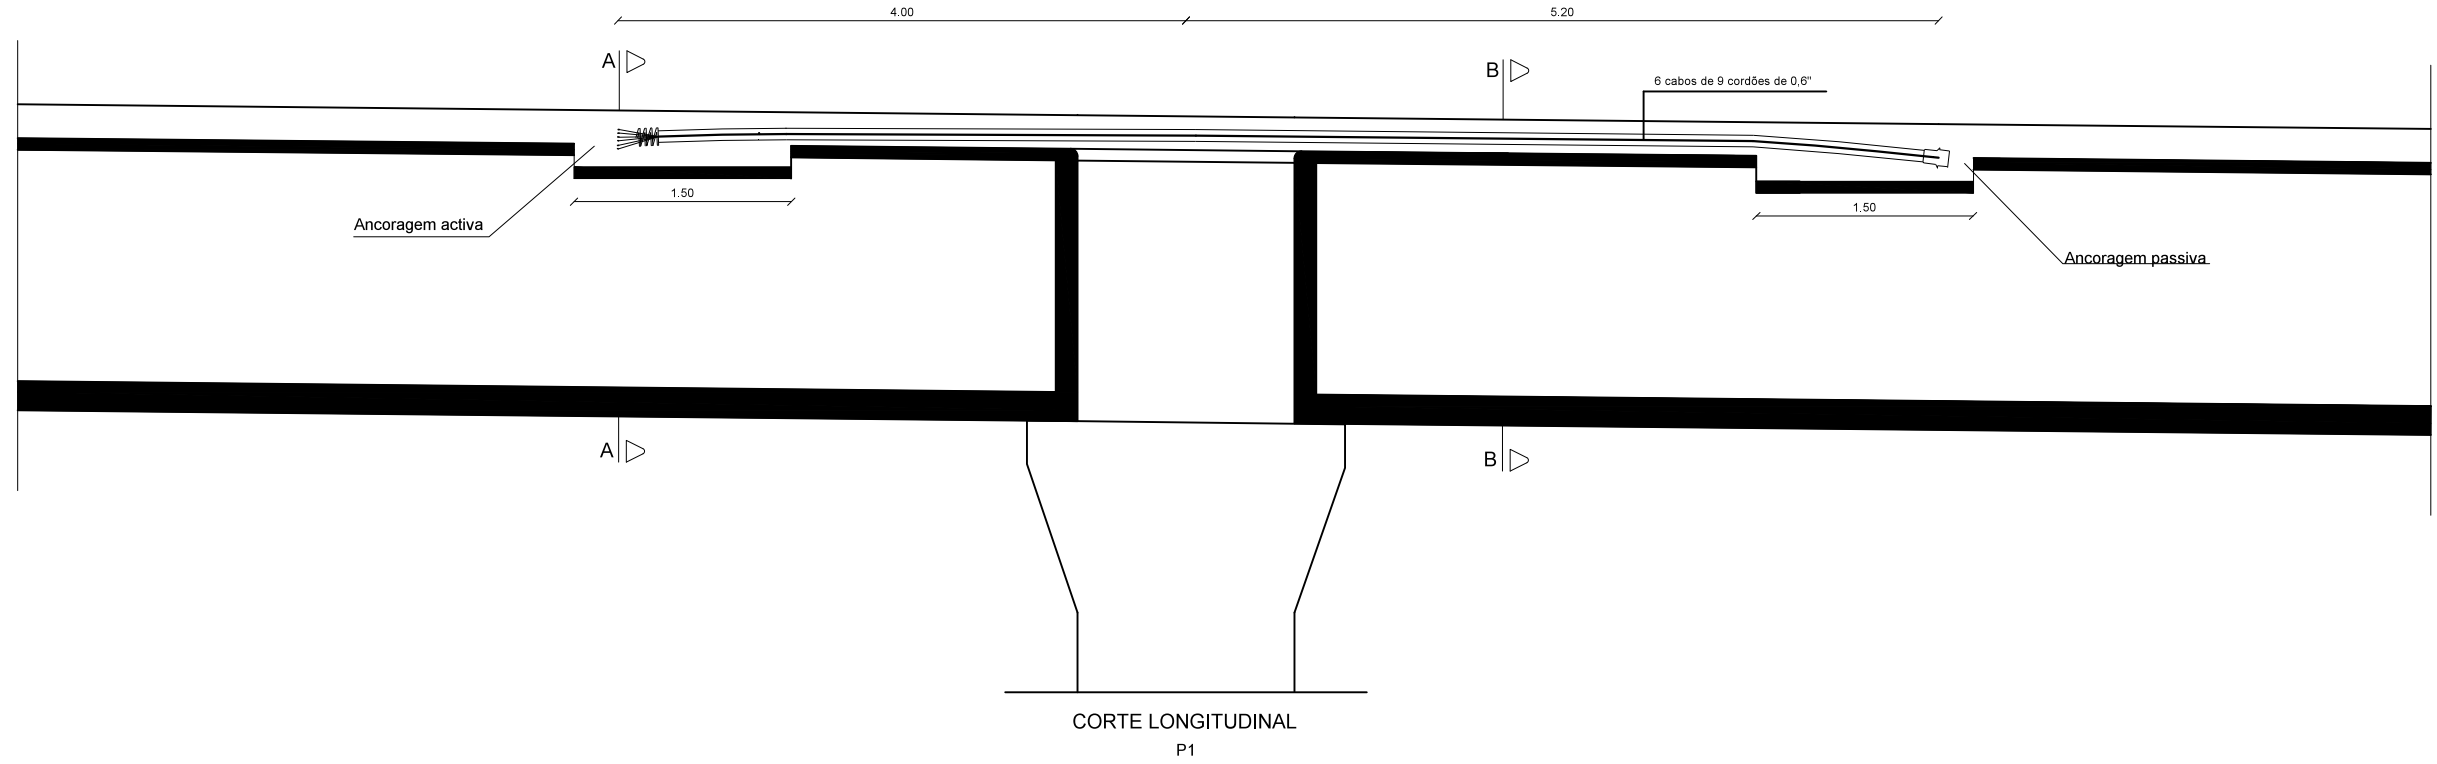 4.00
5.20
A
B
6 cabos de 9 cordões de 0,6"
1.50
1.50
Ancoragem activa
Ancoragem passiva
A
B
CORTE LONGITUDINAL
P1